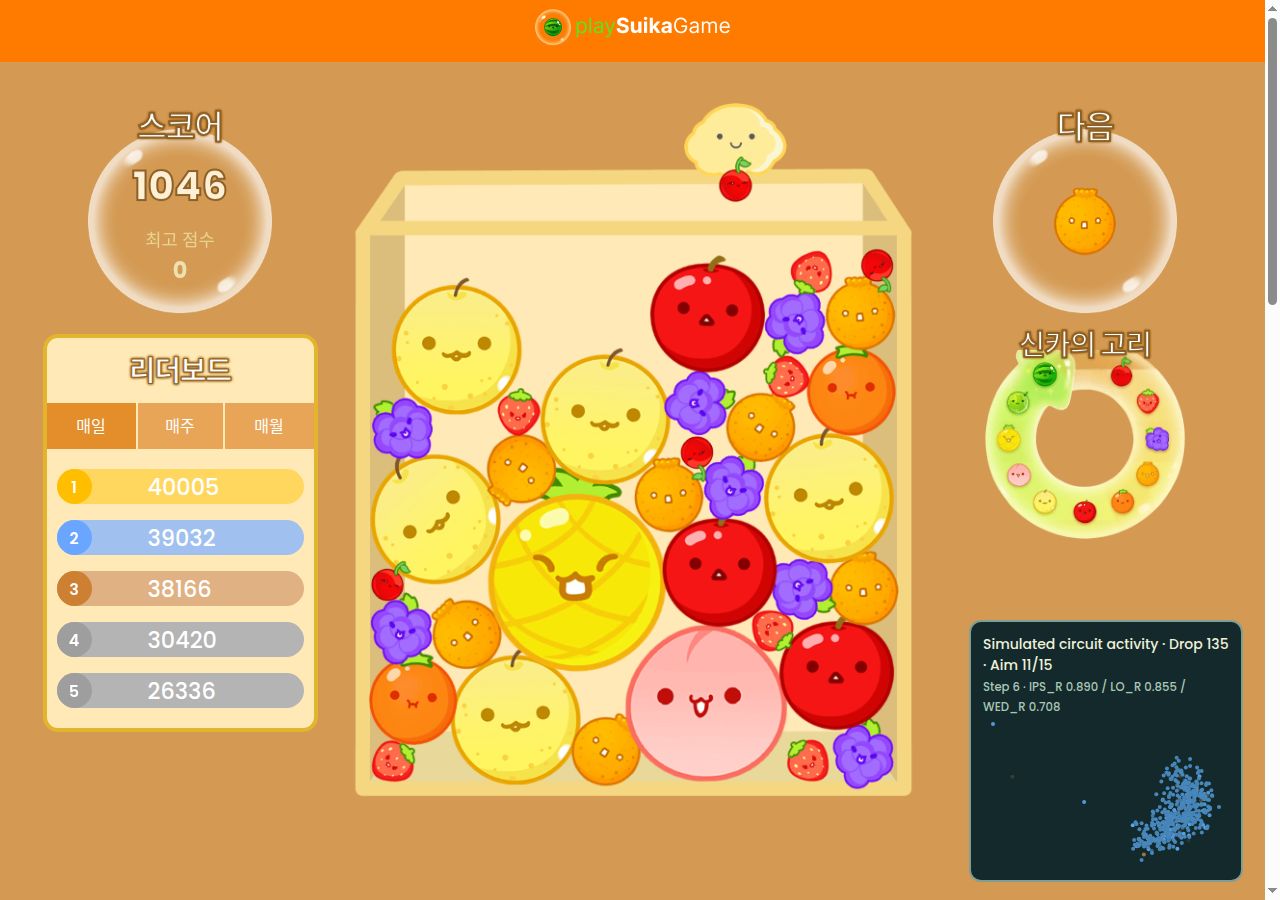 playSuikaGame
스코어
1046
최고 점수
0
리더보드
매일
매주
매월
1 40005
2 39032
3 38166
4 30420
5 26336
다음
신카의 고리
Simulated circuit activity · Drop 135
· Aim 11/15
Step 6 · IPS_R 0.890 / LO_R 0.855 /
WED_R 0.708